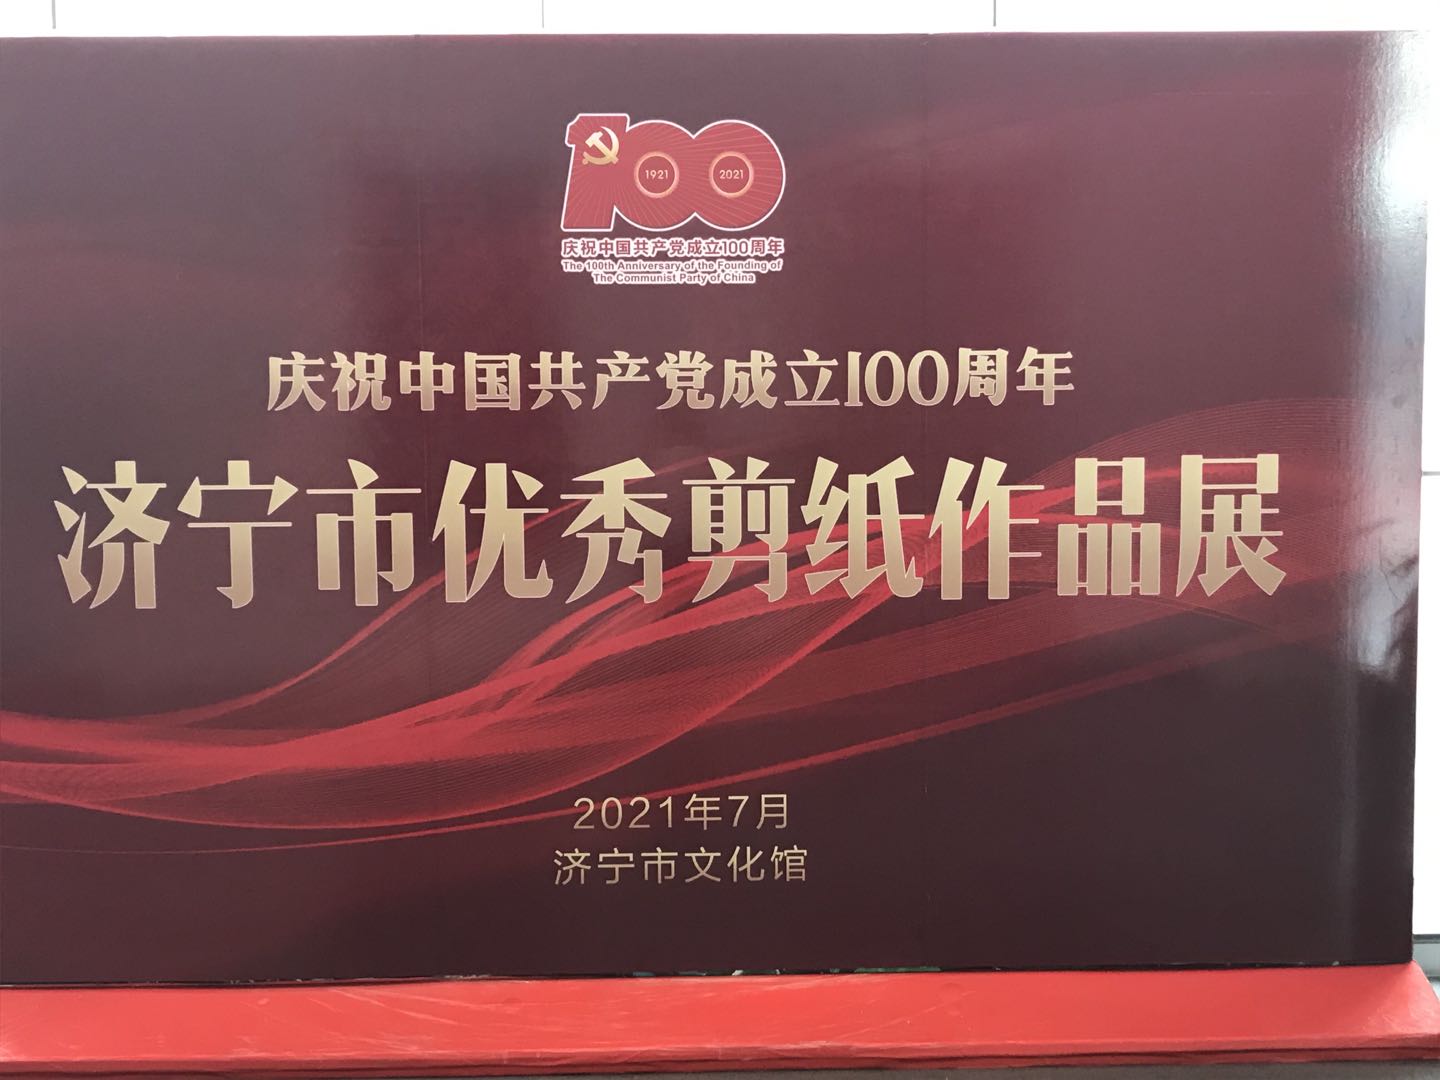 1921 2021
庆祝中国共产党成立100周年
The 100th Anniversary of the Founding of
The Communist Party of China
庆祝中国共产党成立100周年
济宁市优秀剪纸作品展
2021年7月
济宁市文化馆